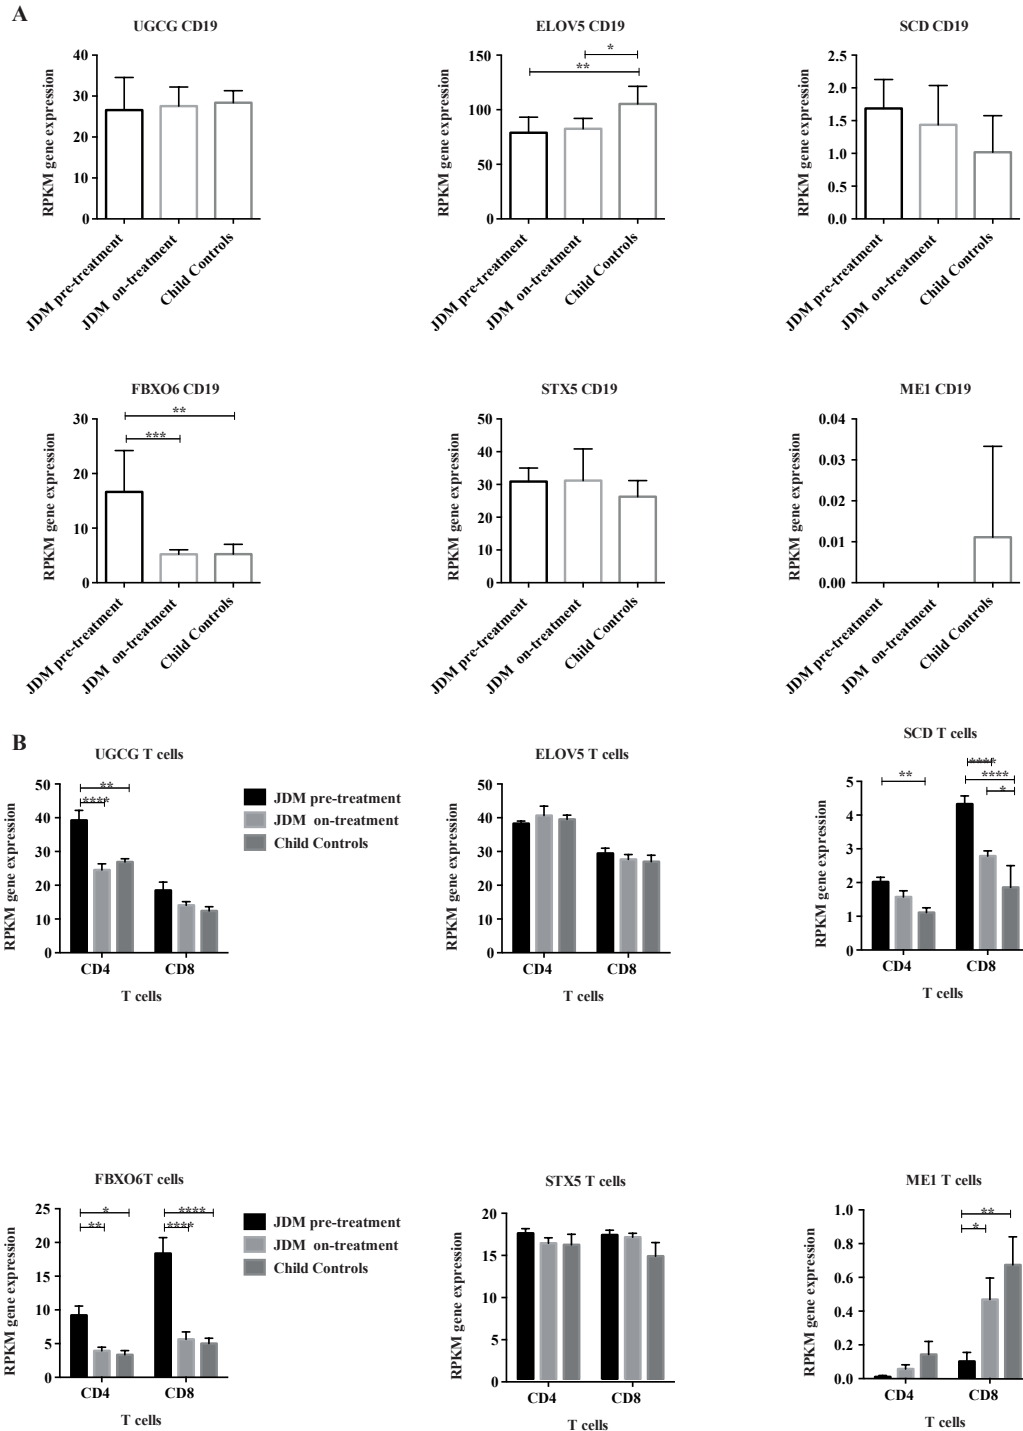 A
UGCG CD19
RPKM gene expression
40
30
20
10
0
JDM pre-treatment
JDM on-treatment
Child Controls
ELOV5 CD19
RPKM gene expression
150
100
50
0
*
**
JDM pre-treatment
JDM on-treatment
Child Controls
SCD CD19
RPKM gene expression
2.5
2.0
1.5
1.0
0.5
0.0
JDM pre-treatment
JDM on-treatment
Child Controls
FBXO6 CD19
RPKM gene expression
30
20
10
0
**
***
JDM pre-treatment
JDM on-treatment
Child Controls
STX5 CD19
RPKM gene expression
50
40
30
20
10
0
JDM pre-treatment
JDM on-treatment
Child Controls
ME1 CD19
RPKM gene expression
0.04
0.03
0.02
0.01
0.00
JDM pre-treatment
JDM on-treatment
Child Controls
B
UGCG T cells
RPKM gene expression
50
40
30
20
10
0
**
****
CD4
CD8
T cells
JDM pre-treatment
JDM on-treatment
Child Controls
ELOV5 T cells
RPKM gene expression
50
40
30
20
10
0
CD4
CD8
T cells
SCD T cells
RPKM gene expression
5
4
3
2
1
0
**
****
****
*
CD4
CD8
T cells
FBXO6T cells
RPKM gene expression
25
20
15
10
5
0
*
**
****
****
CD4
CD8
T cells
JDM pre-treatment
JDM on-treatment
Child Controls
STX5 T cells
RPKM gene expression
20
15
10
5
0
CD4
CD8
T cells
ME1 T cells
RPKM gene expression
1.0
0.8
0.6
0.4
0.2
0.0
**
*
CD4
CD8
T cells